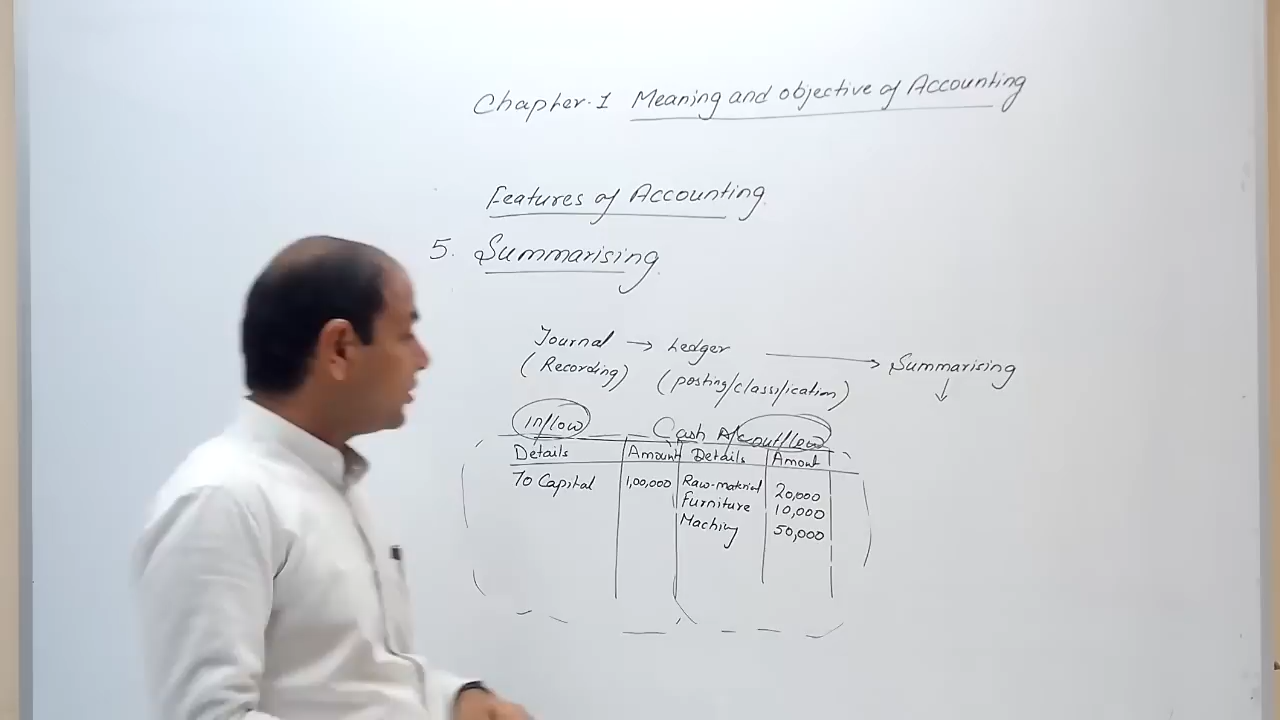 Chapter.1 Meaning and objective of Accounting
Features of Accounting
5. Summarising
Journal → Ledger → Summarising
(Recording) (posting/classification) ↓
Inflow Cash A/c outflow
Details Amount Details Amout
To Capital 1,00,000 Raw-material 20,000
Furniture 10,000
Machiny 50,000